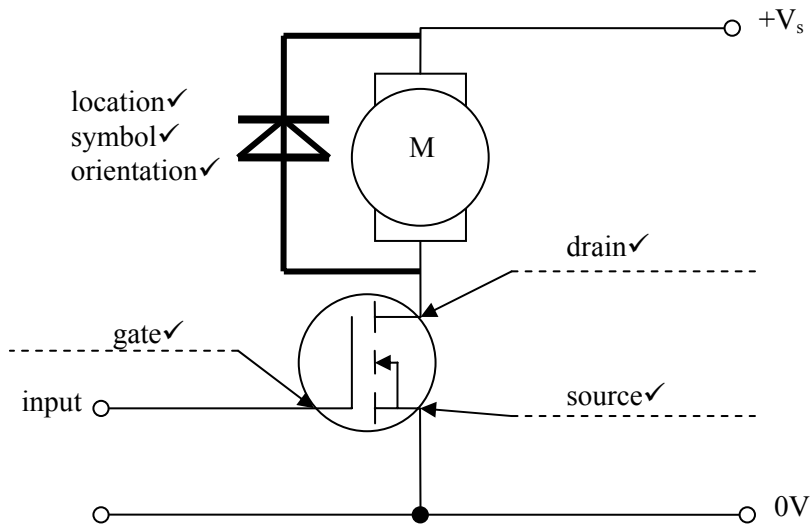 +Vs
location✓
symbol✓
orientation✓
M
drain✓
gate✓
input
source✓
0V